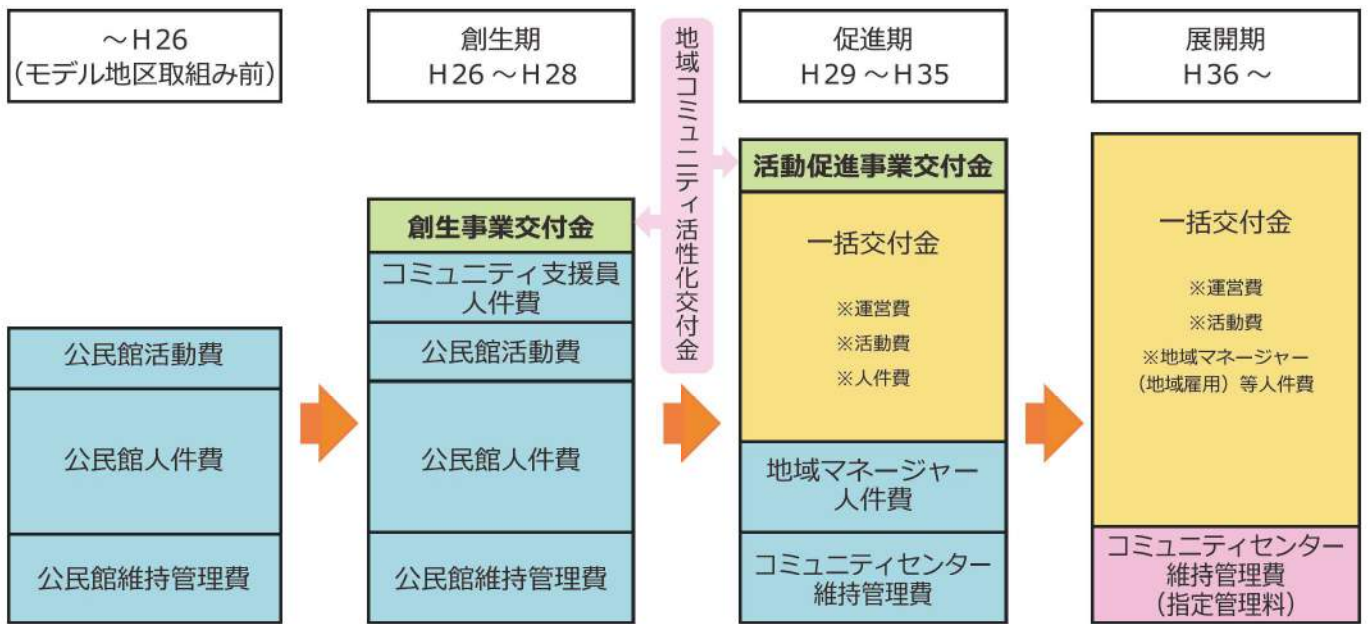 ～H26
（モデル地区取組み前）
公民館活動費
公民館人件費
公民館維持管理費
創生期
H26～H28
創生事業交付金
コミュニティ支援員
人件費
公民館活動費
公民館人件費
公民館維持管理費
地域コミュニティ活性化交付金
促進期
H29～H35
活動促進事業交付金
一括交付金
※運営費
※活動費
※人件費
地域マネージャー
人件費
コミュニティセンター
維持管理費
展開期
H36～
一括交付金
※運営費
※活動費
※地域マネージャー
（地域雇用）等人件費
コミュニティセンター
維持管理費
（指定管理料）